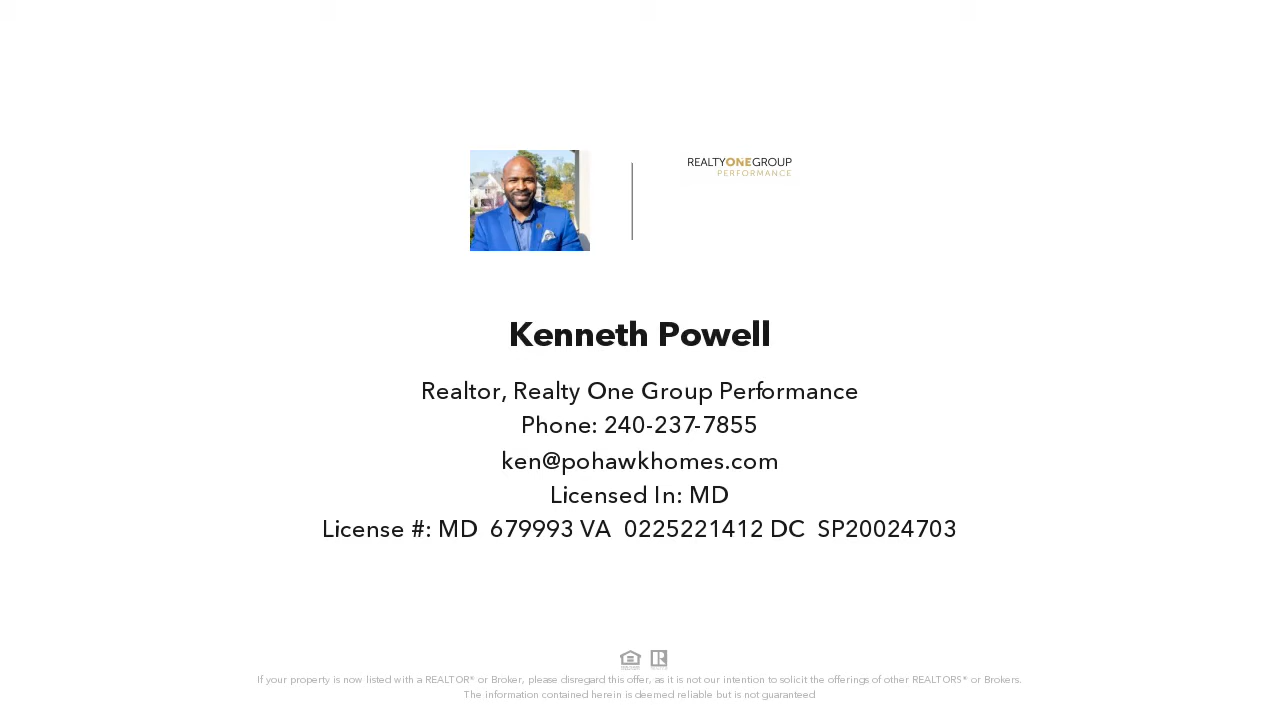 REALTYONEGROUP
PERFORMANCE
Kenneth Powell
Realtor, Realty One Group Performance
Phone: 240-237-7855
ken@pohawkhomes.com
Licensed In: MD
License #: MD  679993 VA  0225221412 DC  SP20024703
If your property is now listed with a REALTOR® or Broker, please disregard this offer, as it is not our intention to solicit the offerings of other REALTORS® or Brokers.
The information contained herein is deemed reliable but is not guaranteed